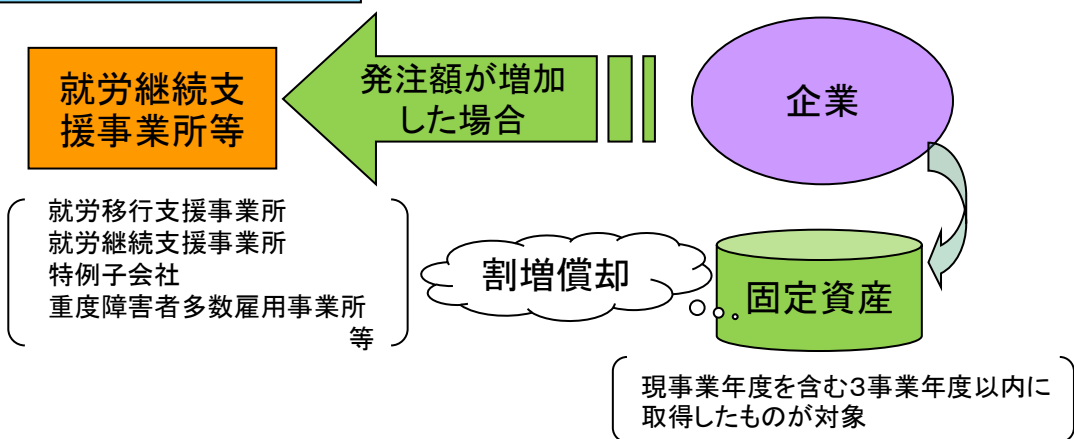 就労継続支
援事業所等
発注額が増加
した場合
企業
就労移行支援事業所
就労継続支援事業所
特例子会社
重度障害者多数雇用事業所
等
割増償却
固定資産
現事業年度を含む３事業年度以内に
取得したものが対象